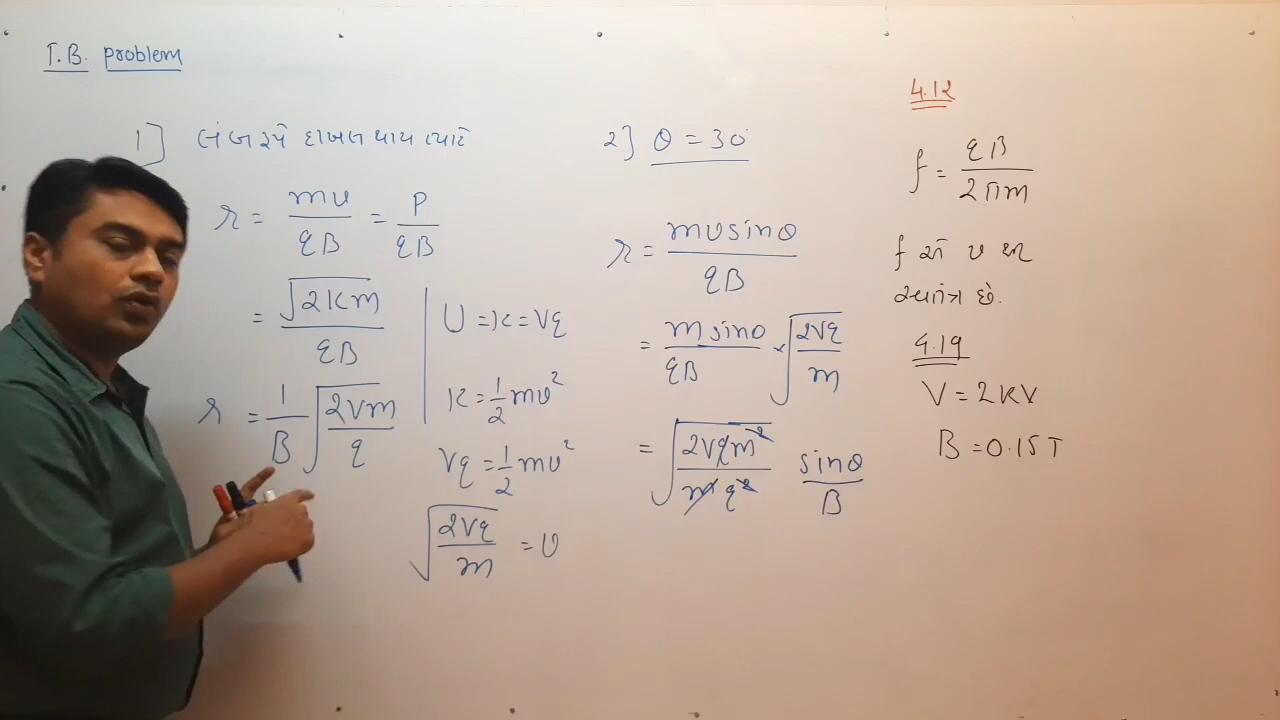 T.B. problem
1] લંબરૂપે દાખલ થાય ત્યારે
r = mv/qB = P/qB
= √2Km/qB
r = 1/B √(2Vm/q)
U = K = Vq
K = 1/2 mv²
Vq = 1/2 mv²
√(2Vq/m) = v
2] θ = 30°
r = mv sinθ/qB
= m sinθ/qB × √(2Vq/m)
= √(2Vqm²/mq²) sinθ/B
4.12
f = qB/2πm
f એ v થી
સ્વતંત્ર છે.
4.19
V = 2KV
B = 0.15T